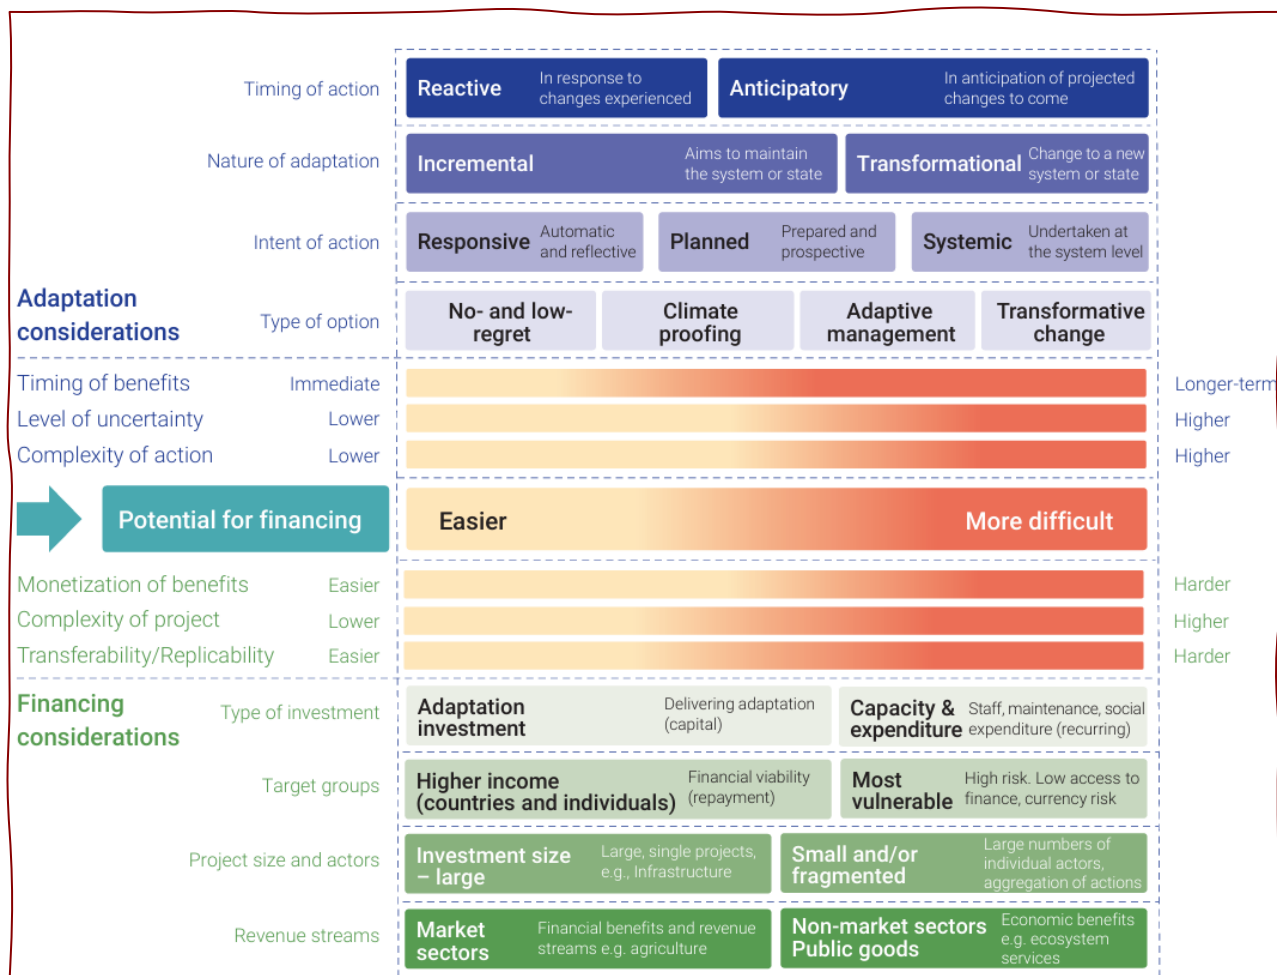 Timing of action
Reactive
In response to
changes experienced
Anticipatory
In anticipation of projected
changes to come
Nature of adaptation
Incremental
Aims to maintain
the system or state
Transformational
Change to a new
system or state
Intent of action
Responsive
Automatic
and reflective
Planned
Prepared and
prospective
Systemic
Undertaken at
the system level
Adaptation
considerations
Type of option
No- and low-
regret
Climate
proofing
Adaptive
management
Transformative
change
Timing of benefits
Immediate
Longer-term
Level of uncertainty
Lower
Higher
Complexity of action
Lower
Higher
Potential for financing
Easier
More difficult
Monetization of benefits
Easier
Harder
Complexity of project
Lower
Higher
Transferability/Replicability
Easier
Harder
Financing
considerations
Type of investment
Adaptation
investment
Delivering adaptation
(capital)
Capacity &
expenditure
Staff, maintenance, social
expenditure (recurring)
Target groups
Higher income
(countries and individuals)
Financial viability
(repayment)
Most
vulnerable
High risk. Low access to
finance, currency risk
Project size and actors
Investment size
– large
Large, single projects,
e.g., Infrastructure
Small and/or
fragmented
Large numbers of
individual actors,
aggregation of actions
Revenue streams
Market
sectors
Financial benefits and revenue
streams e.g. agriculture
Non-market sectors
Public goods
Economic benefits
e.g. ecosystem
services